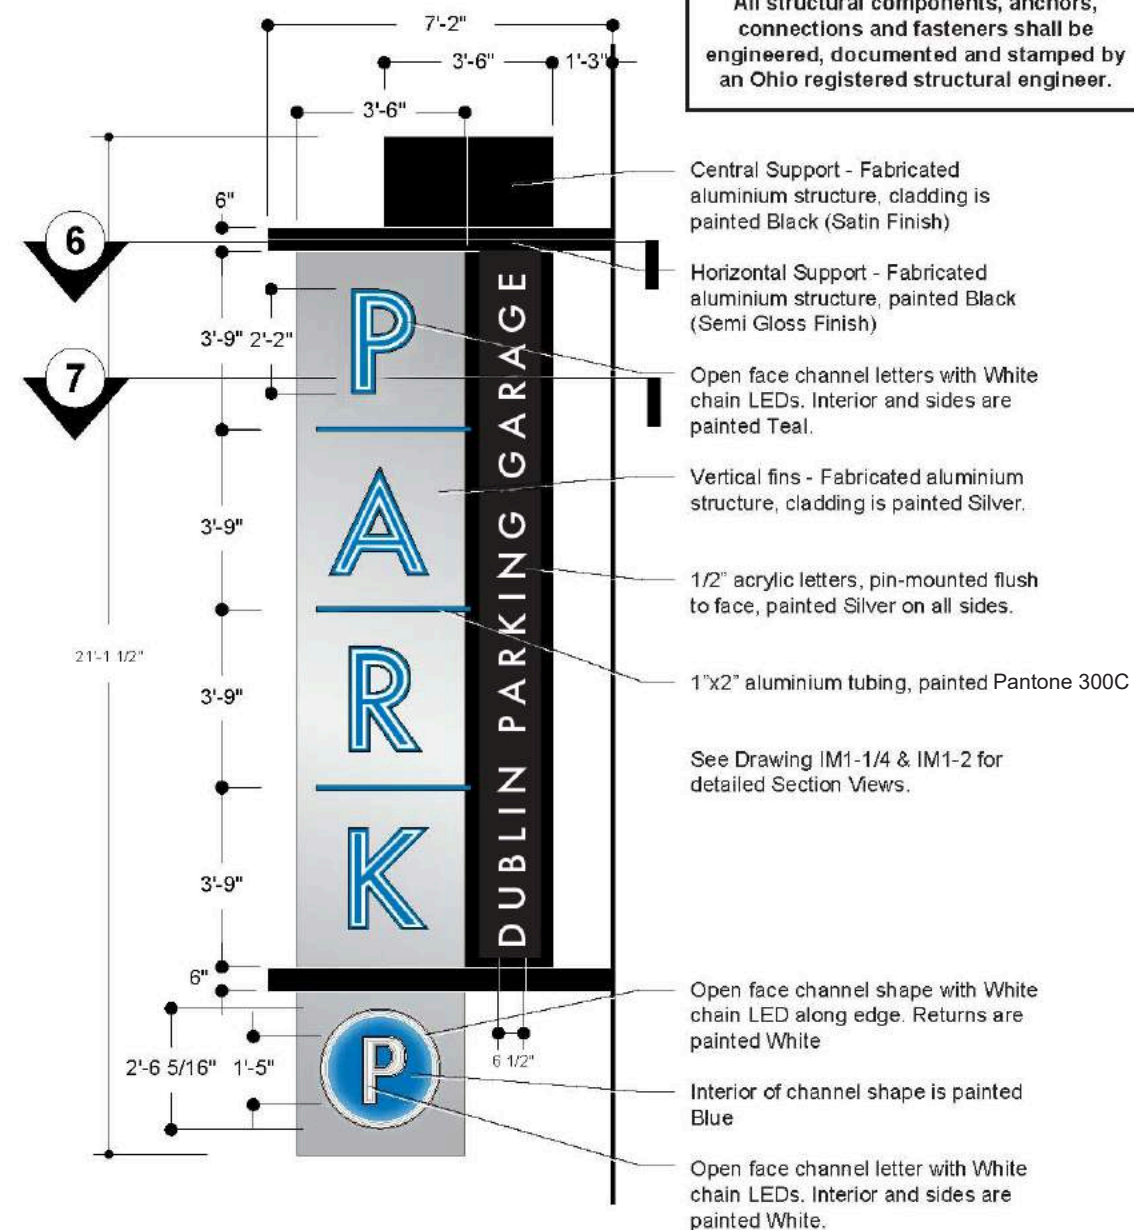 All structural components, anchors,
connections and fasteners shall be
engineered, documented and stamped by
an Ohio registered structural engineer.
7'-2"
3'-6"
1'-3"
3'-6"
6"
6
3'-9"
2'-2"
7
3'-9"
21'-1 1/2"
3'-9"
3'-9"
6"
2'-6 5/16"
1'-5"
6 1/2"
P
A
R
K
DUBLIN PARKING GARAGE
P
Central Support - Fabricated
aluminium structure, cladding is
painted Black (Satin Finish)
Horizontal Support - Fabricated
aluminium structure, painted Black
(Semi Gloss Finish)
Open face channel letters with White
chain LEDs. Interior and sides are
painted Teal.
Vertical fins - Fabricated aluminium
structure, cladding is painted Silver.
1/2" acrylic letters, pin-mounted flush
to face, painted Silver on all sides.
1"x2" aluminium tubing, painted Pantone 300C
See Drawing IM1-1/4 & IM1-2 for
detailed Section Views.
Open face channel shape with White
chain LED along edge. Returns are
painted White
Interior of channel shape is painted
Blue
Open face channel letter with White
chain LEDs. Interior and sides are
painted White.